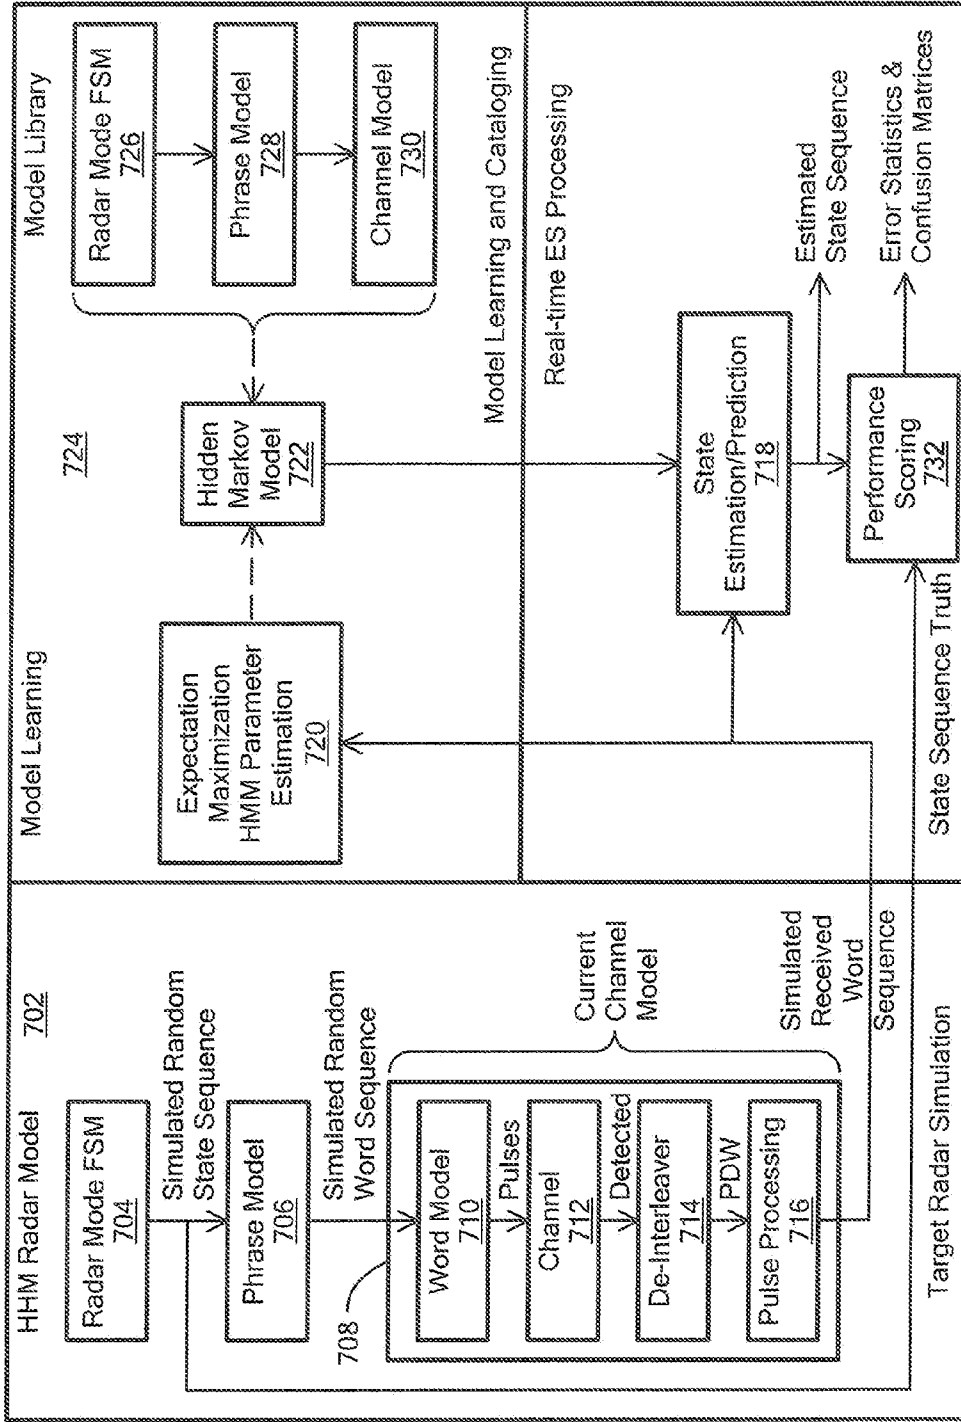 HHM Radar Model
702
Radar Mode FSM
704
Simulated Random
State Sequence
Phrase Model
706
Simulated Random
Word Sequence
708
Word Model
710
Pulses
Channel
712
Detected
De-Interleaver
714
PDW
Pulse Processing
716
Current
Channel
Model
Simulated
Received
Word
Sequence
Target Radar Simulation
Model Learning
724
Model Library
Expectation
Maximization
HMM Parameter
Estimation
720
Hidden
Markov
Model
722
Radar Mode FSM
726
Phrase Model
728
Channel Model
730
Model Learning and Cataloging
Real-time ES Processing
State
Estimation/Prediction
718
Estimated
State Sequence
Performance
Scoring
732
Error Statistics &
Confusion Matrices
State Sequence Truth